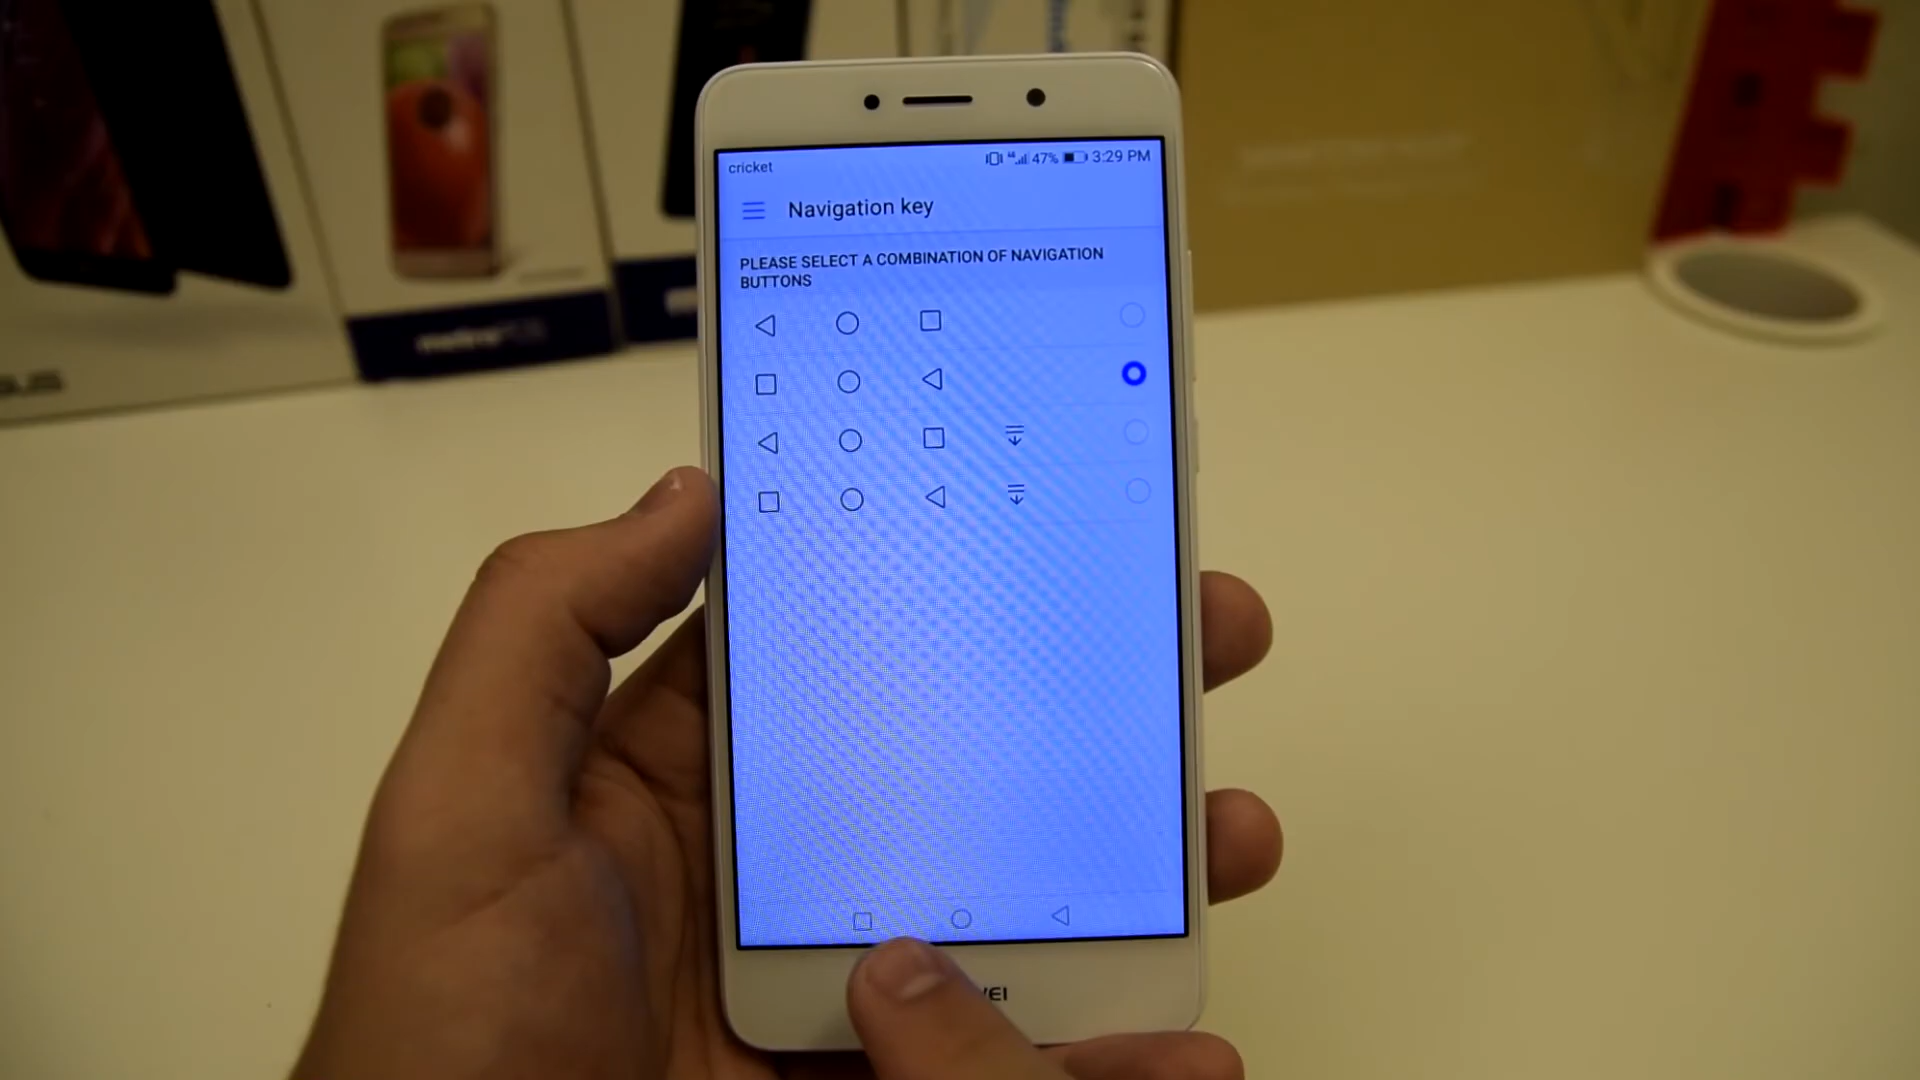 cricket
47% 3:29 PM
Navigation key
PLEASE SELECT A COMBINATION OF NAVIGATION
BUTTONS